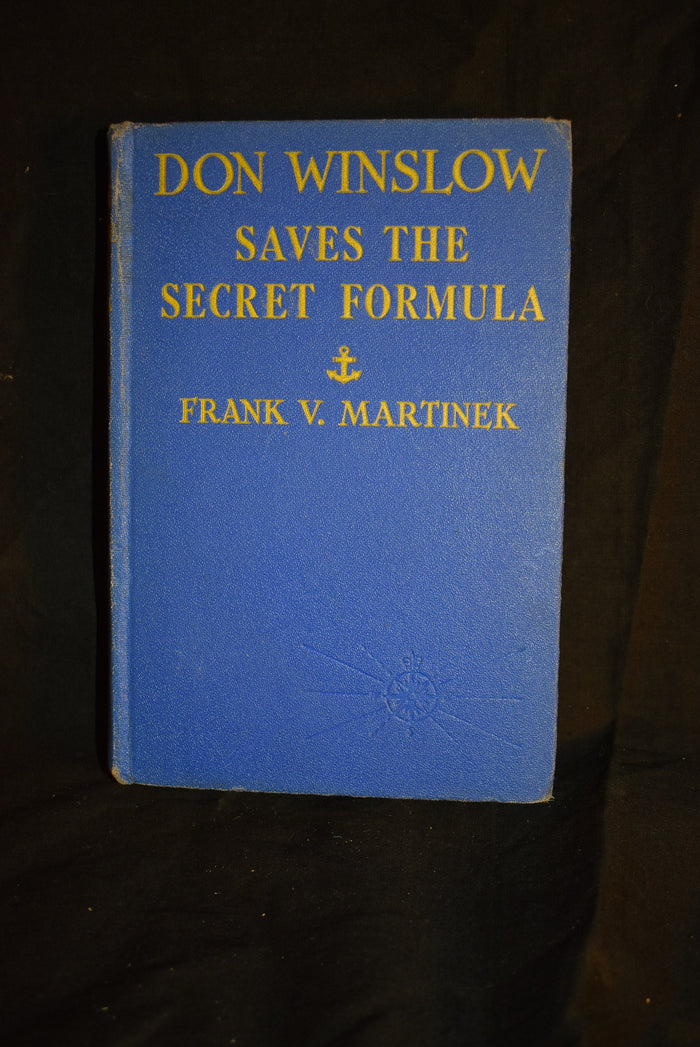 DON WINSLOW
SAVES THE
SECRET FORMULA
FRANK V. MARTINEK